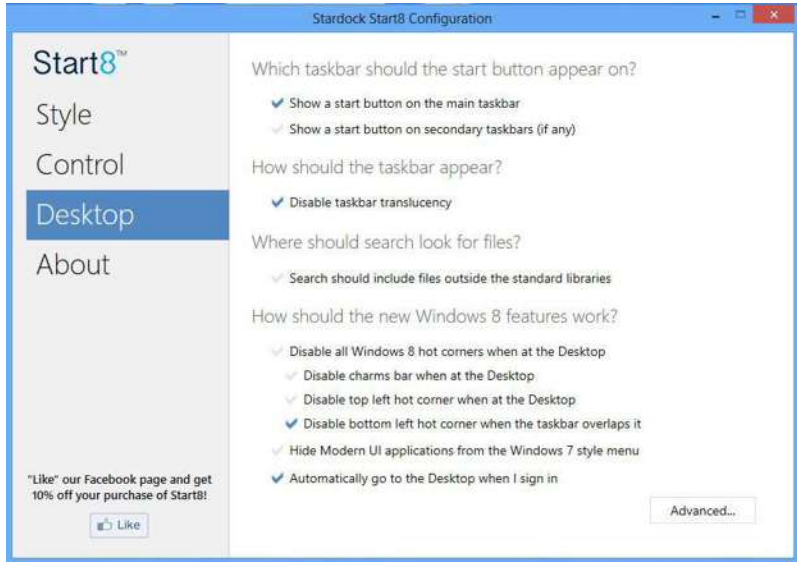 Stardock Start8 Configuration
Start8™
Style
Control
Desktop
About
"Like" our Facebook page and get
10% off your purchase of Start8!
Like
Which taskbar should the start button appear on?
Show a start button on the main taskbar
Show a start button on secondary taskbars (if any)
How should the taskbar appear?
Disable taskbar translucency
Where should search look for files?
Search should include files outside the standard libraries
How should the new Windows 8 features work?
Disable all Windows 8 hot corners when at the Desktop
Disable charms bar when at the Desktop
Disable top left hot corner when at the Desktop
Disable bottom left hot corner when the taskbar overlaps it
Hide Modern UI applications from the Windows 7 style menu
Automatically go to the Desktop when I sign in
Advanced...